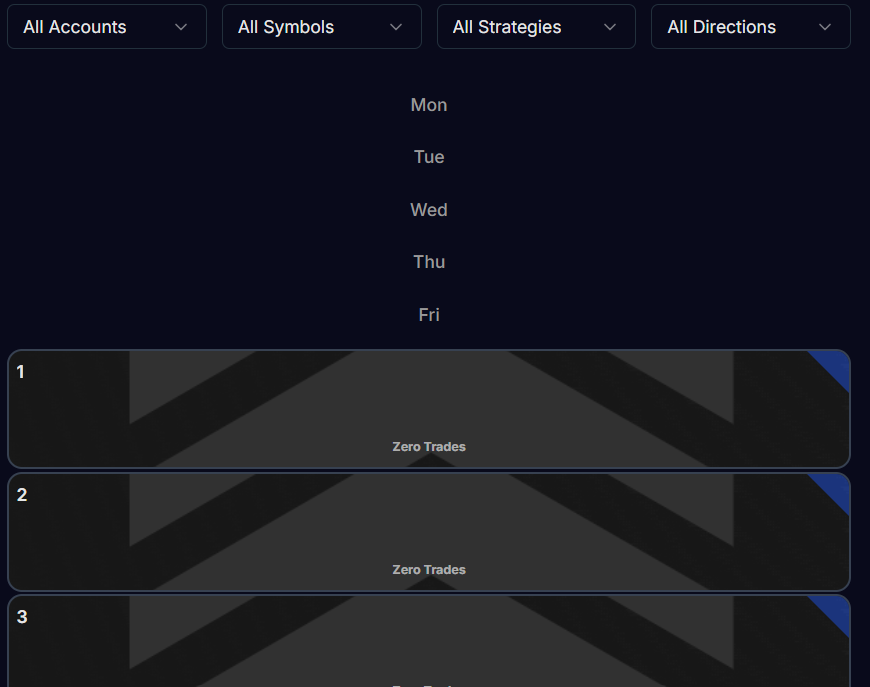 All Accounts All Symbols All Strategies All Directions
Mon
Tue
Wed
Thu
Fri
1
Zero Trades
2
Zero Trades
3